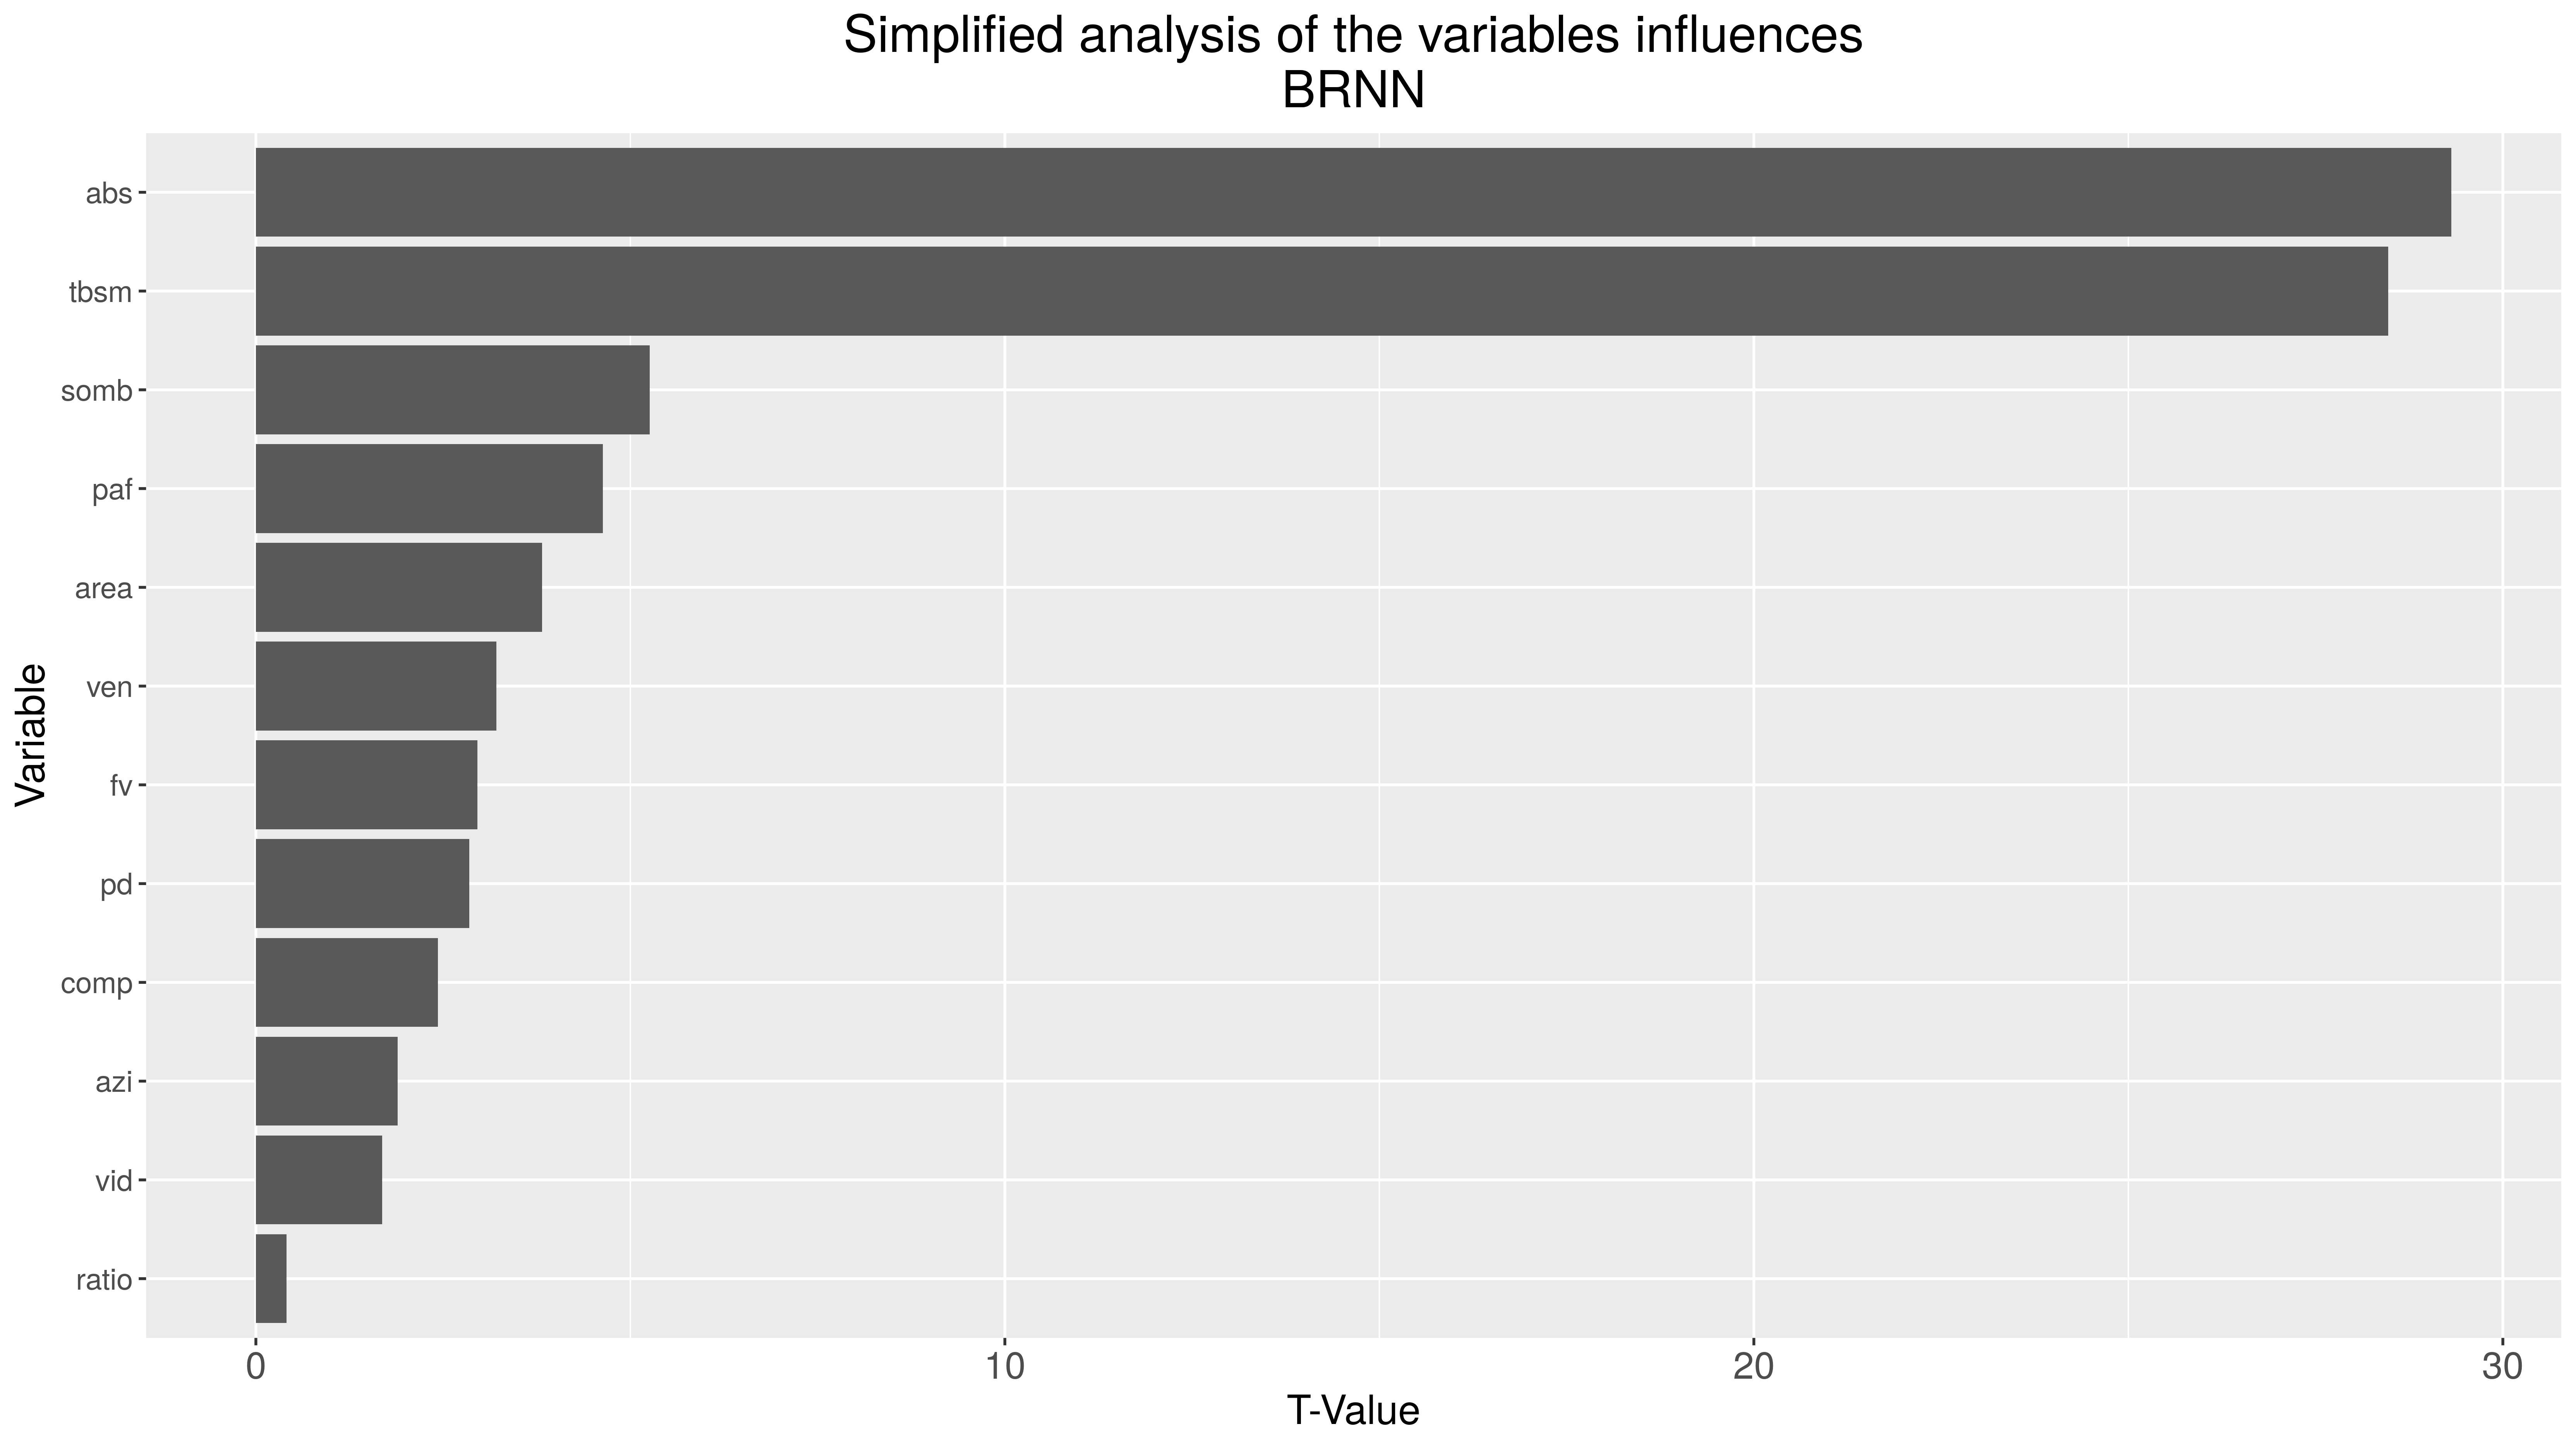 Simplified analysis of the variables influences
BRNN
abs
tbsm
somb
paf
area
ven
fv
pd
comp
azi
vid
ratio
Variable
0 10 20 30
T-Value